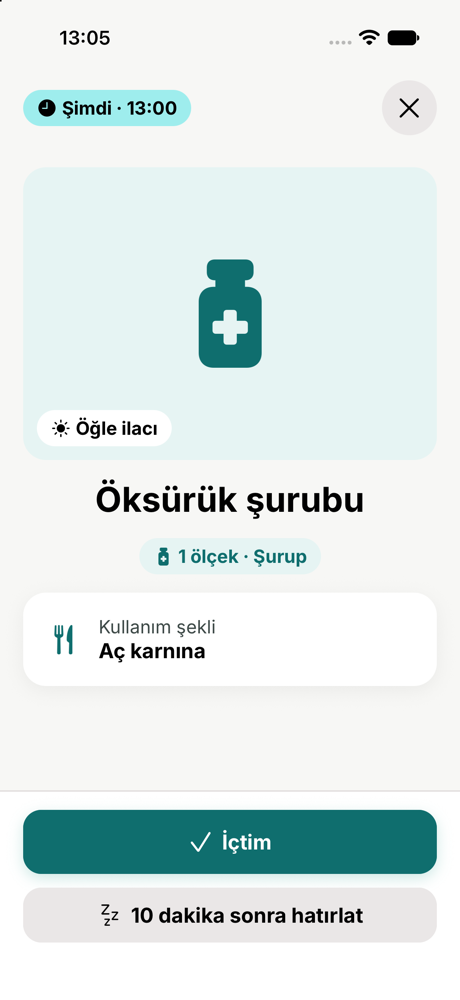 13:05
Şimdi · 13:00
Öğle ilacı
Öksürük şurubu
1 ölçek · Şurup
Kullanım şekli
Aç karnına
İçtim
10 dakika sonra hatırlat